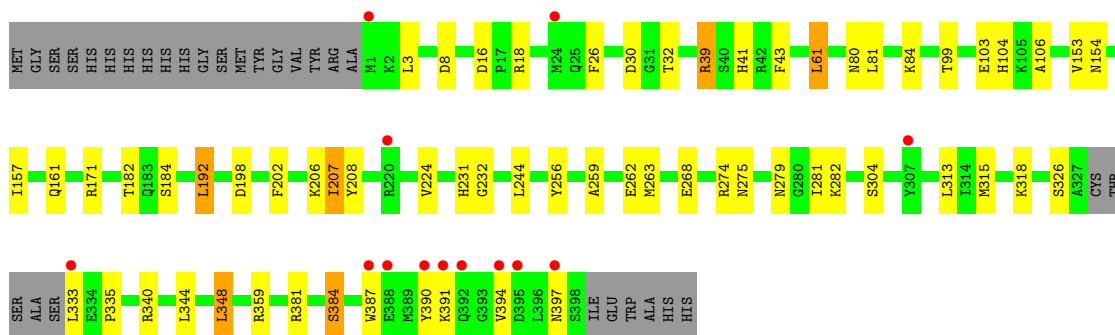 MET GLY SER SER HIS HIS HIS HIS HIS HIS GLY SER MET TYR GLY VAL TYR ARG ALA M1 K2 L3 D8 D16 P17 R18 M24 Q25 F26 D30 G31 T32 R39 S40 H41 R42 F43 L61 N80 L81 K84 T99 E103 H104 K105 A106 V153 N154
I157 Q161 R171 T182 Q183 S184 L192 D198 F202 K206 I207 Y208 R220 V224 H231 G232 L244 Y256 A259 E262 M263 E268 R274 N275 N279 G280 I281 K282 S304 Y307 L313 I314 M315 K318 S326 A327 CYS THR
SER ALA SER L333 E334 P335 R340 L344 L348 R359 R381 S384 W387 E388 M389 Y390 K391 Q392 G393 V394 D395 L396 N397 S398 ILE GLU TRP ALA HIS HIS